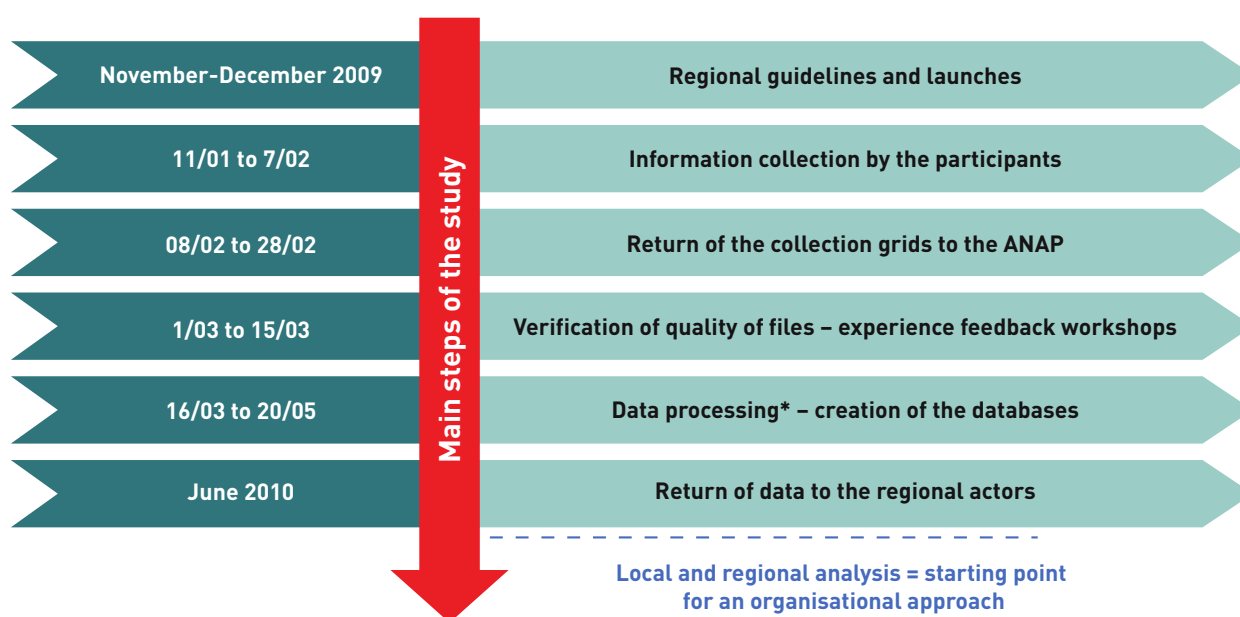 November-December 2009
Regional guidelines and launches
11/01 to 7/02
Information collection by the participants
08/02 to 28/02
Return of the collection grids to the ANAP
1/03 to 15/03
Verification of quality of files – experience feedback workshops
16/03 to 20/05
Data processing* – creation of the databases
June 2010
Return of data to the regional actors
Main steps of the study
Local and regional analysis = starting point
for an organisational approach